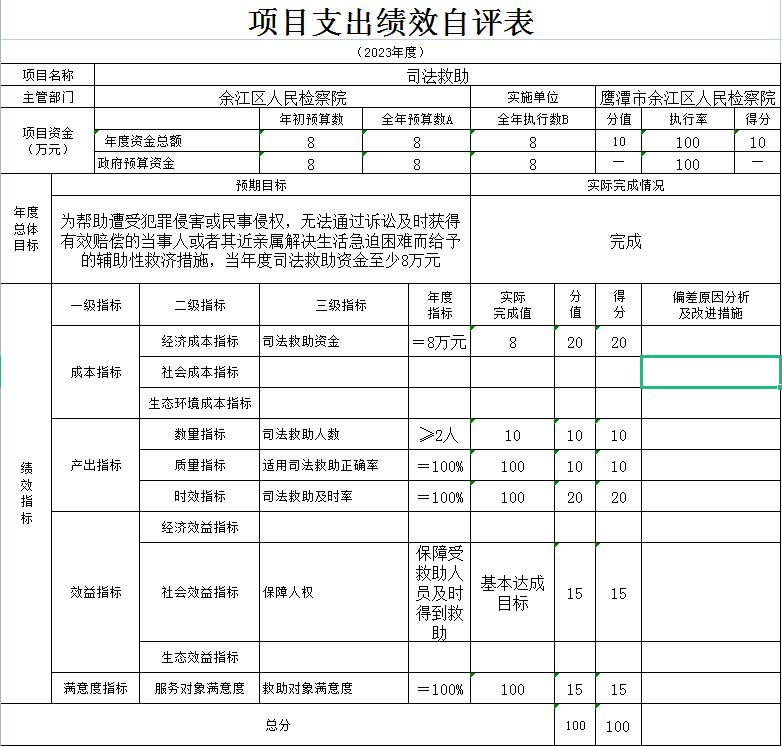 项目支出绩效自评表
（2023年度）
项目名称 司法救助
主管部门 余江区人民检察院 实施单位 鹰潭市余江区人民检察院
项目资金
（万元）
年初预算数 全年预算数A 全年执行数B 分值 执行率 得分
年度资金总额 8 8 8 10 100 10
政府预算资金 8 8 8 — 100 —
年度
总体
目标
预期目标 实际完成情况
为帮助遭受犯罪侵害或民事侵权，无法通过诉讼及时获得
有效赔偿的当事人或者其近亲属解决生活急迫困难而给予
的辅助性救济措施，当年度司法救助资金至少8万元
完成
绩
效
指
标
一级指标 二级指标 三级指标
年度
指标
实际
完成值
分
值
得
分
偏差原因分析
及改进措施
成本指标
经济成本指标 司法救助资金 ＝8万元 8 20 20
社会成本指标
生态环境成本指标
产出指标
数量指标 司法救助人数 ≥2人 10 10 10
质量指标 适用司法救助正确率 ＝100% 100 10 10
时效指标 司法救助及时率 ＝100% 100 20 20
效益指标
经济效益指标
社会效益指标 保障人权
保障受
救助人
员及时
得到救
助
基本达成
目标
15 15
生态效益指标
满意度指标 服务对象满意度 救助对象满意度 ＝100% 100 15 15
总分 100 100